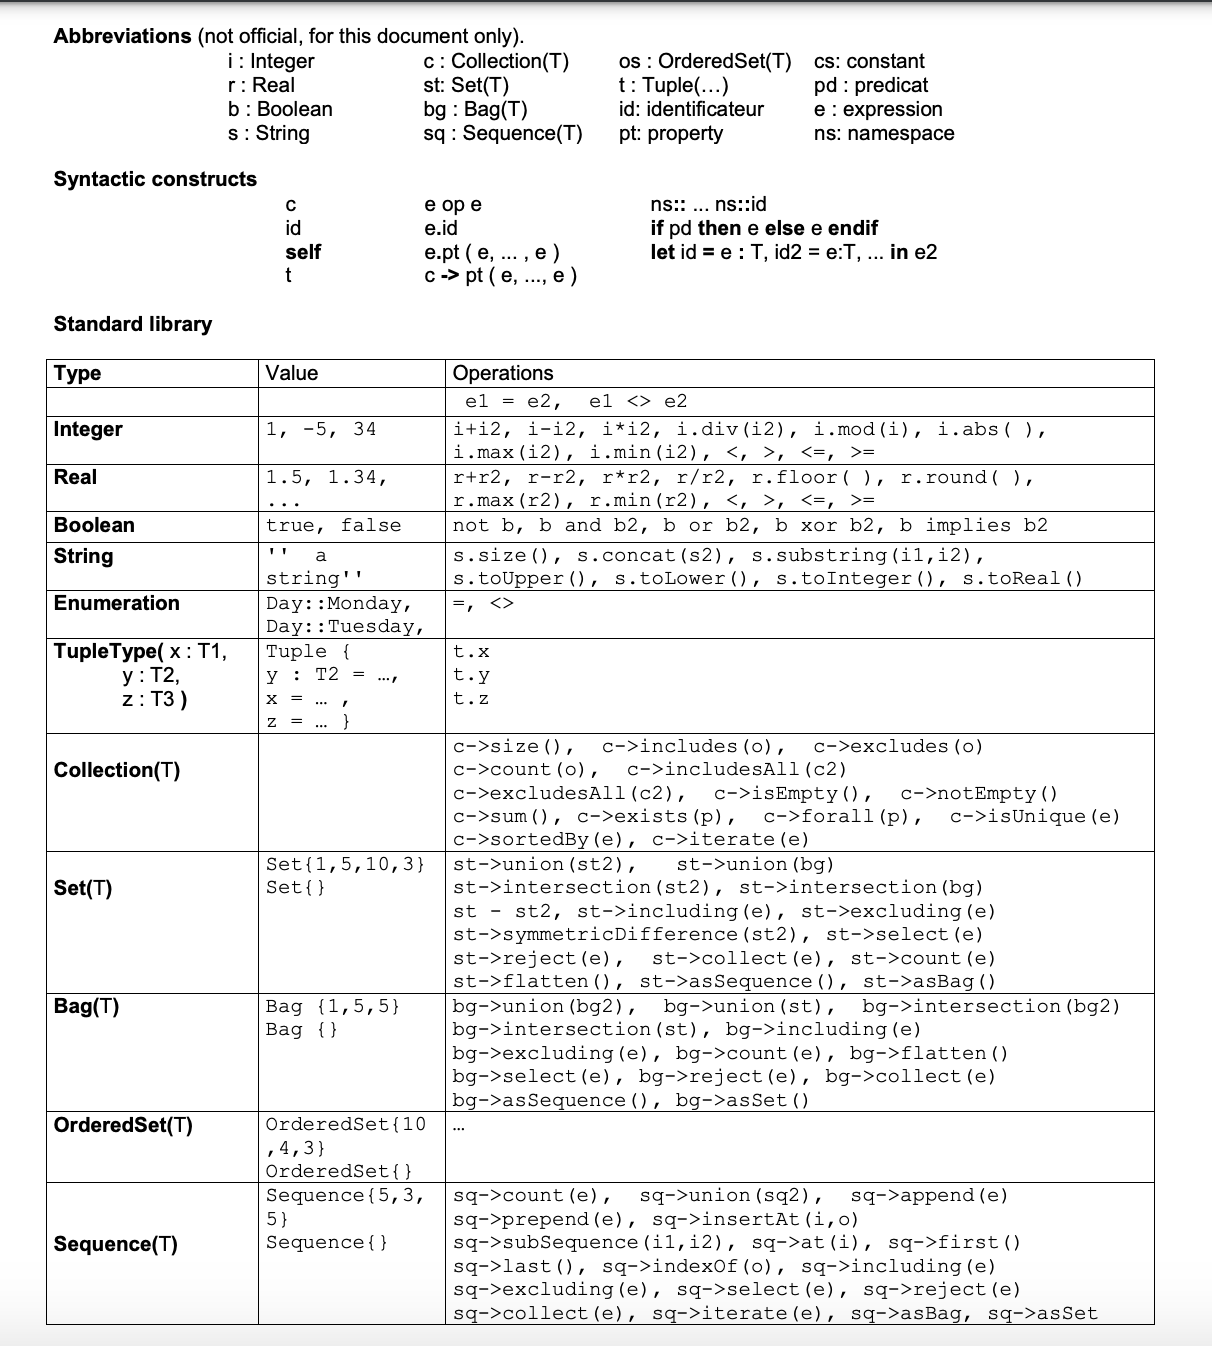 Abbreviations (not official, for this document only).
i : Integer c : Collection(T) os : OrderedSet(T) cs: constant
r : Real st: Set(T) t : Tuple(...) pd : predicat
b : Boolean bg : Bag(T) id: identificateur e : expression
s : String sq : Sequence(T) pt: property ns: namespace
Syntactic constructs
c e op e ns:: ... ns::id
id e.id if pd then e else e endif
self e.pt ( e, ... , e ) let id = e : T, id2 = e:T, ... in e2
t c -> pt ( e, ..., e )
Standard library
Type Value Operations
e1 = e2, e1 <> e2
Integer 1, -5, 34 i+i2, i-i2, i*i2, i.div(i2), i.mod(i), i.abs( ),
i.max(i2), i.min(i2), <, >, <=, >=
Real 1.5, 1.34, r+r2, r-r2, r*r2, r/r2, r.floor( ), r.round( ),
... r.max(r2), r.min(r2), <, >, <=, >=
Boolean true, false not b, b and b2, b or b2, b xor b2, b implies b2
String '' a s.size(), s.concat(s2), s.substring(i1,i2),
string'' s.toUpper(), s.toLower(), s.toInteger(), s.toReal()
Enumeration Day::Monday, =, <>
Day::Tuesday,
TupleType( x : T1, Tuple { t.x
y : T2, y : T2 = …, t.y
z : T3 ) x = … , t.z
z = … }
c->size(), c->includes(o), c->excludes(o)
Collection(T) c->count(o), c->includesAll(c2)
c->excludesAll(c2), c->isEmpty(), c->notEmpty()
c->sum(), c->exists(p), c->forall(p), c->isUnique(e)
c->sortedBy(e), c->iterate(e)
Set{1,5,10,3} st->union(st2), st->union(bg)
Set(T) Set{} st->intersection(st2), st->intersection(bg)
st - st2, st->including(e), st->excluding(e)
st->symmetricDifference(st2), st->select(e)
st->reject(e), st->collect(e), st->count(e)
st->flatten(), st->asSequence(), st->asBag()
Bag(T) Bag {1,5,5} bg->union(bg2), bg->union(st), bg->intersection(bg2)
Bag {} bg->intersection(st), bg->including(e)
bg->excluding(e), bg->count(e), bg->flatten()
bg->select(e), bg->reject(e), bg->collect(e)
bg->asSequence(), bg->asSet()
OrderedSet(T) OrderedSet{10 …
,4,3}
OrderedSet{}
Sequence{5,3, sq->count(e), sq->union(sq2), sq->append(e)
5} sq->prepend(e), sq->insertAt(i,o)
Sequence(T) Sequence{} sq->subSequence(i1,i2), sq->at(i), sq->first()
sq->last(), sq->indexOf(o), sq->including(e)
sq->excluding(e), sq->select(e), sq->reject(e)
sq->collect(e), sq->iterate(e), sq->asBag, sq->asSet